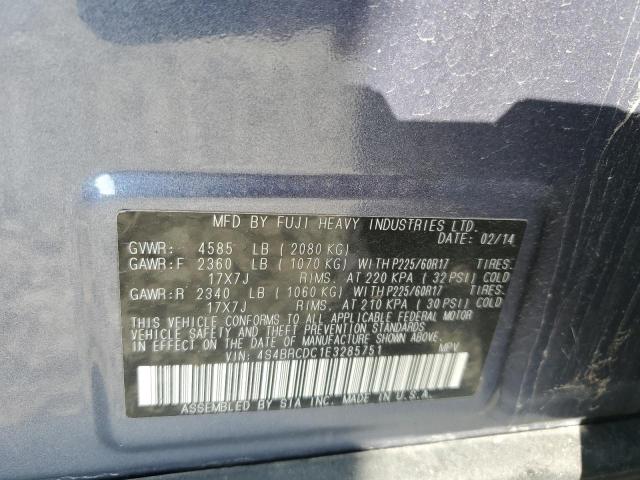 MFD BY FUJI HEAVY INDUSTRIES LTD.
DATE: 02/14
GVWR: 4585 LB (2080 KG)
GAWR:F 2360 LB (1070 KG) WITH P225/60R17 TIRES.
17X7J RIMS. AT 220 KPA (32 PSI) COLD
GAWR:R 2340 LB (1060 KG) WITH P225/60R17 TIRES.
17X7J RIMS. AT 210 KPA (30 PSI) COLD
THIS VEHICLE CONFORMS TO ALL APPLICABLE FEDERAL MOTOR
VEHICLE SAFETY AND THEFT PREVENTION STANDARDS IN EFFECT
ON THE DATE OF MANUFACTURE SHOWN ABOVE.
VIN: 4S4BRCDC1E3285751 MPV
ASSEMBLED BY SIA INC. MADE IN U.S.A.